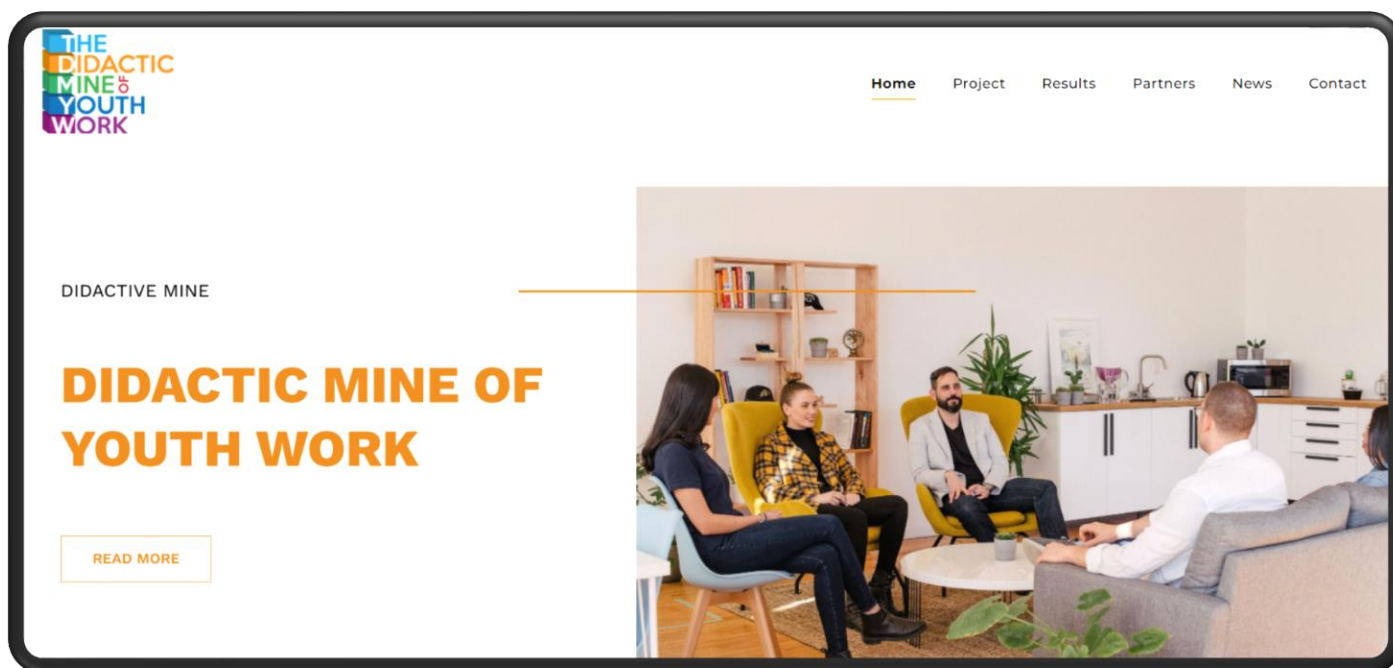 THE
DIDACTIC
MINE OF
YOUTH
WORK
Home Project Results Partners News Contact
DIDACTIVE MINE
DIDACTIC MINE OF
YOUTH WORK
READ MORE